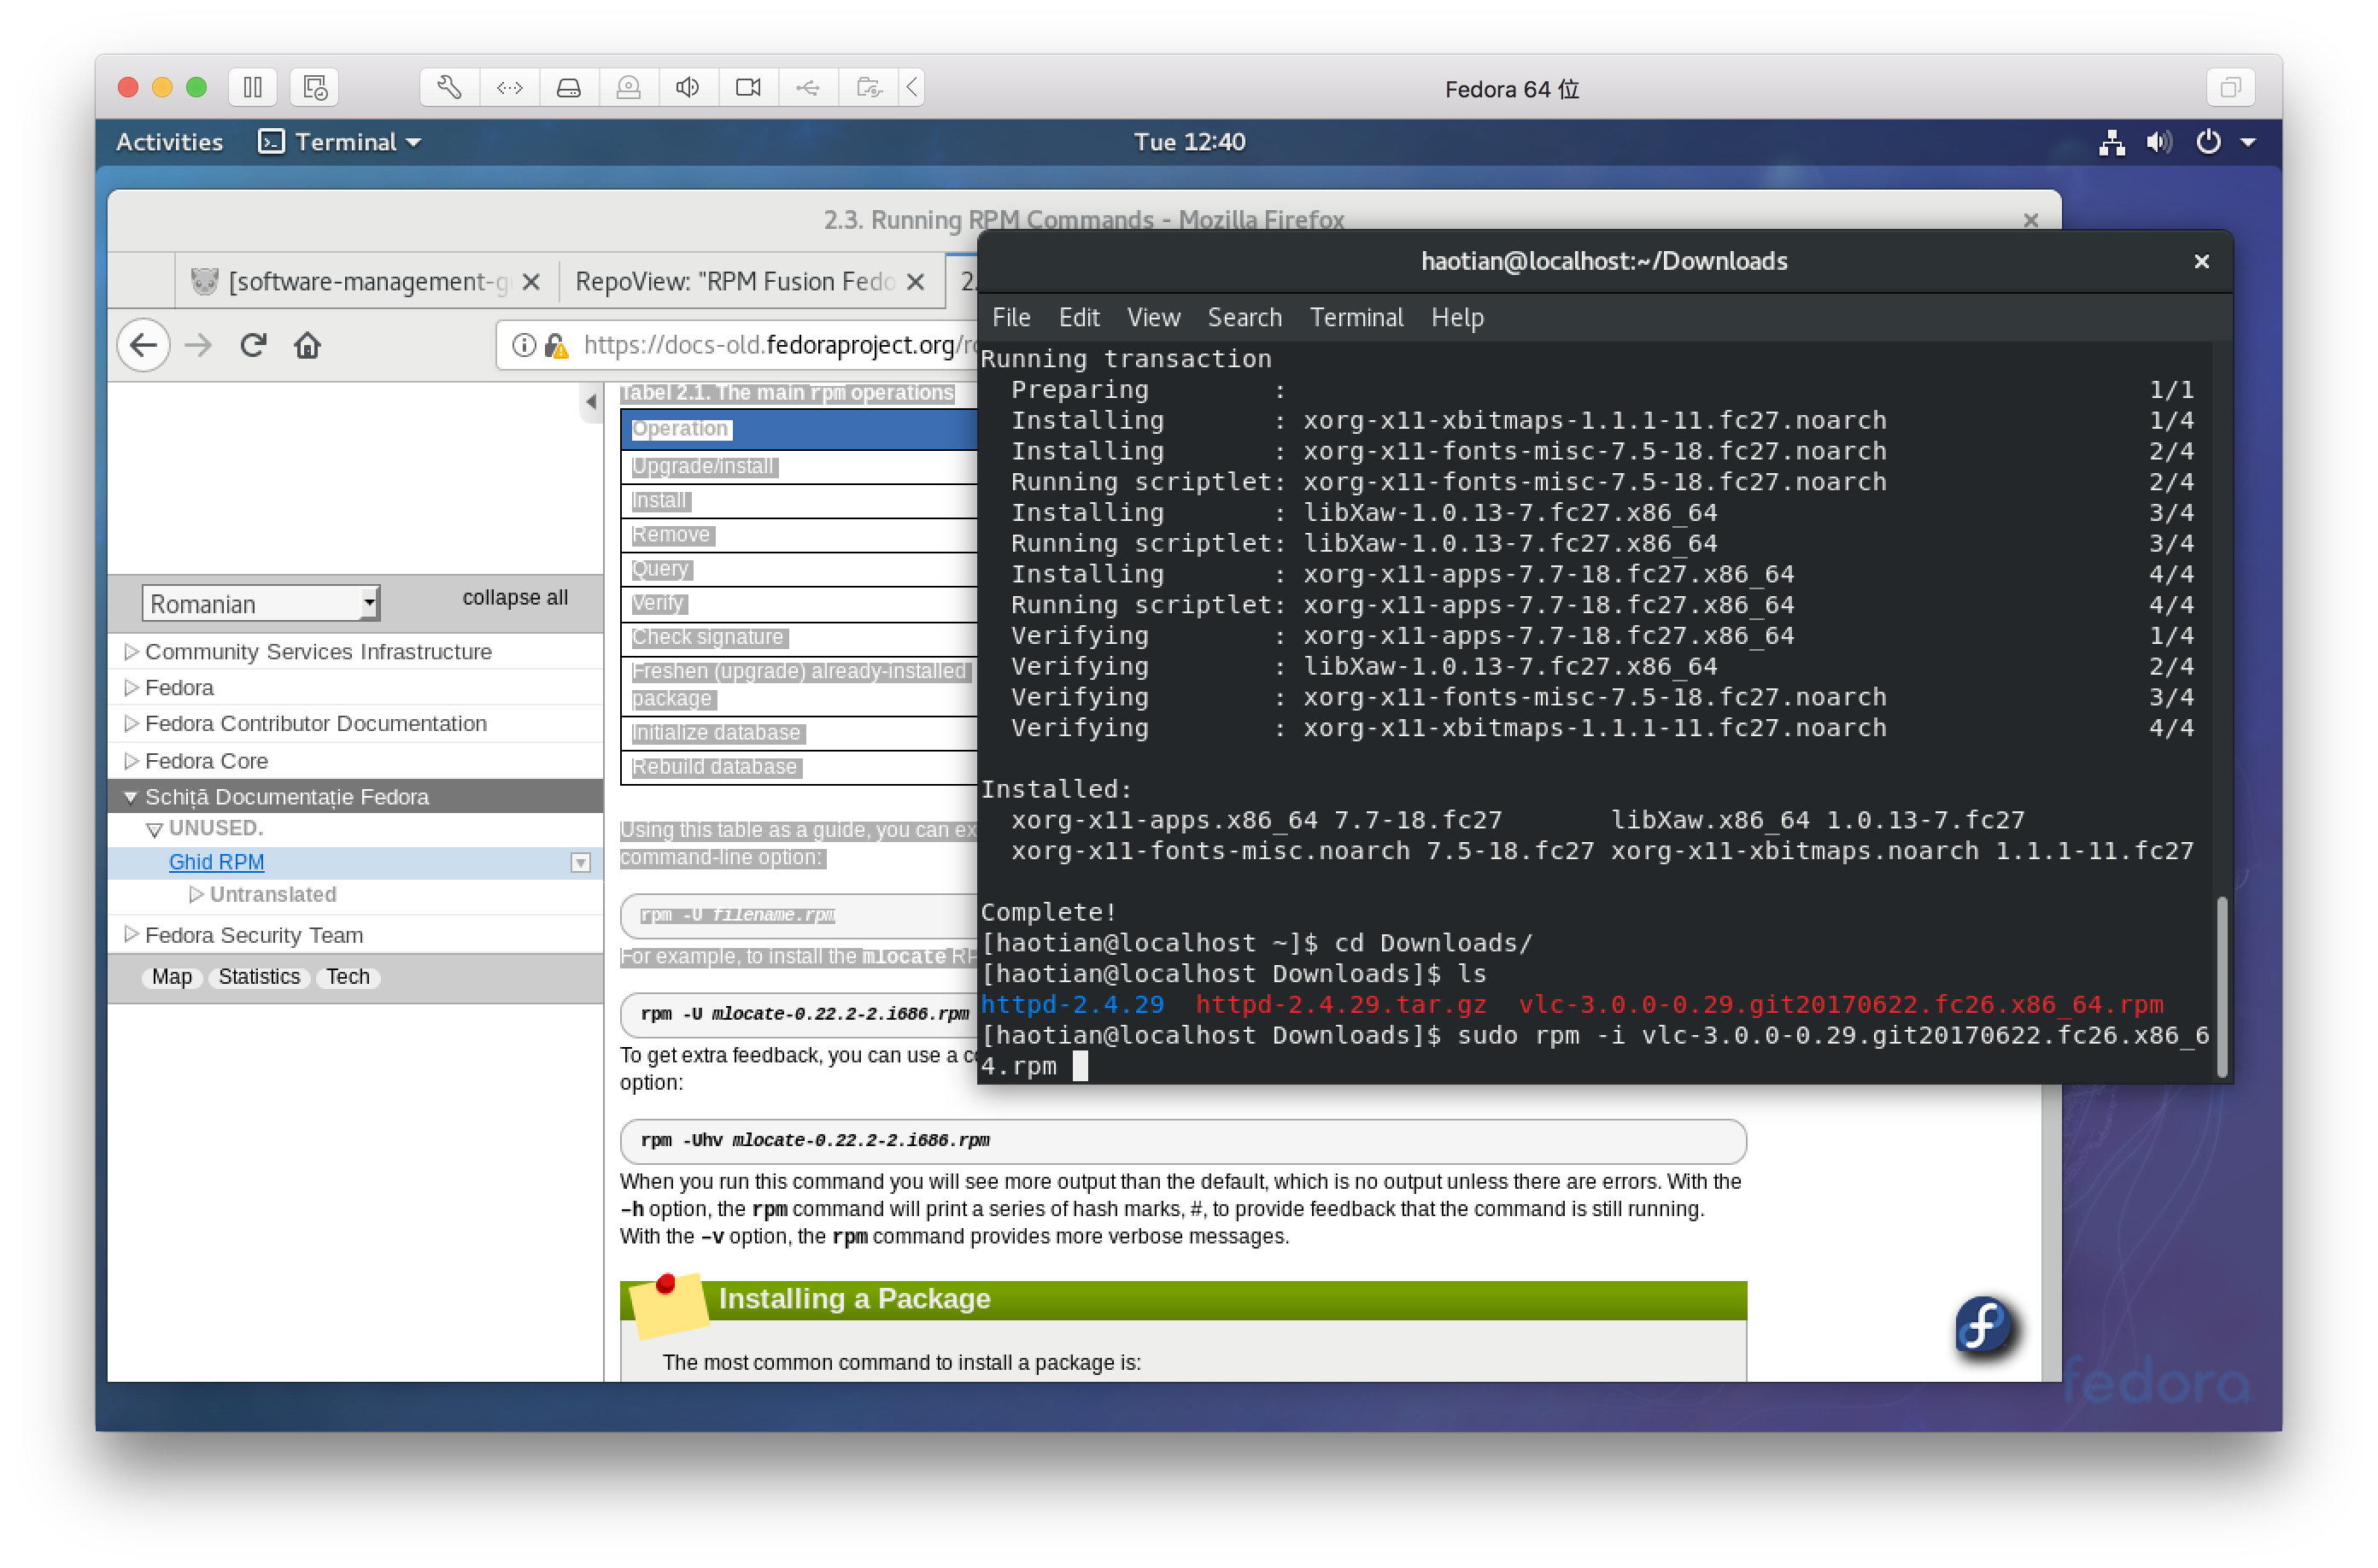 Fedora 64 位
Activities
Terminal
Tue 12:40
2.3. Running RPM Commands - Mozilla Firefox
[software-management-g
RepoView: "RPM Fusion Fedo
2.
https://docs-old.fedoraproject.org/ro
Romanian
collapse all
Community Services Infrastructure
Fedora
Fedora Contributor Documentation
Fedora Core
Schiță Documentație Fedora
UNUSED.
Ghid RPM
Untranslated
Fedora Security Team
Map Statistics Tech
Tabel 2.1. The main rpm operations
Operation
Upgrade/install
Install
Remove
Query
Verify
Check signature
Freshen (upgrade) already-installed
package
Initialize database
Rebuild database
Using this table as a guide, you can ex
command-line option:
rpm -U filename.rpm
For example, to install the mlocate RP
rpm -U mlocate-0.22.2-2.i686.rpm
To get extra feedback, you can use a co
option:
rpm -Uhv mlocate-0.22.2-2.i686.rpm
When you run this command you will see more output than the default, which is no output unless there are errors. With the
-h option, the rpm command will print a series of hash marks, #, to provide feedback that the command is still running.
With the -v option, the rpm command provides more verbose messages.
Installing a Package
The most common command to install a package is:
haotian@localhost:~/Downloads
File Edit View Search Terminal Help
Running transaction
Preparing : 1/1
Installing : xorg-x11-xbitmaps-1.1.1-11.fc27.noarch 1/4
Installing : xorg-x11-fonts-misc-7.5-18.fc27.noarch 2/4
Running scriptlet: xorg-x11-fonts-misc-7.5-18.fc27.noarch 2/4
Installing : libXaw-1.0.13-7.fc27.x86_64 3/4
Running scriptlet: libXaw-1.0.13-7.fc27.x86_64 3/4
Installing : xorg-x11-apps-7.7-18.fc27.x86_64 4/4
Running scriptlet: xorg-x11-apps-7.7-18.fc27.x86_64 4/4
Verifying : xorg-x11-apps-7.7-18.fc27.x86_64 1/4
Verifying : libXaw-1.0.13-7.fc27.x86_64 2/4
Verifying : xorg-x11-fonts-misc-7.5-18.fc27.noarch 3/4
Verifying : xorg-x11-xbitmaps-1.1.1-11.fc27.noarch 4/4
Installed:
xorg-x11-apps.x86_64 7.7-18.fc27 libXaw.x86_64 1.0.13-7.fc27
xorg-x11-fonts-misc.noarch 7.5-18.fc27 xorg-x11-xbitmaps.noarch 1.1.1-11.fc27
Complete!
[haotian@localhost ~]$ cd Downloads/
[haotian@localhost Downloads]$ ls
httpd-2.4.29 httpd-2.4.29.tar.gz vlc-3.0.0-0.29.git20170622.fc26.x86_64.rpm
[haotian@localhost Downloads]$ sudo rpm -i vlc-3.0.0-0.29.git20170622.fc26.x86_6
4.rpm
fedora